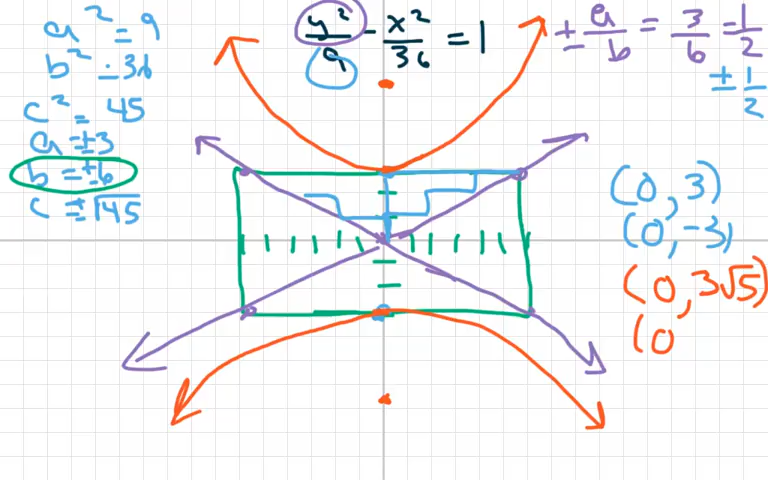 a² = 9
b² = 36
c² = 45
a = ±3
b = ±6
c = ±√45
y²/9 - x²/36 = 1
± a/b = 3/6 = 1/2
± 1/2
(0, 3)
(0, -3)
(0, 3√5)
(0